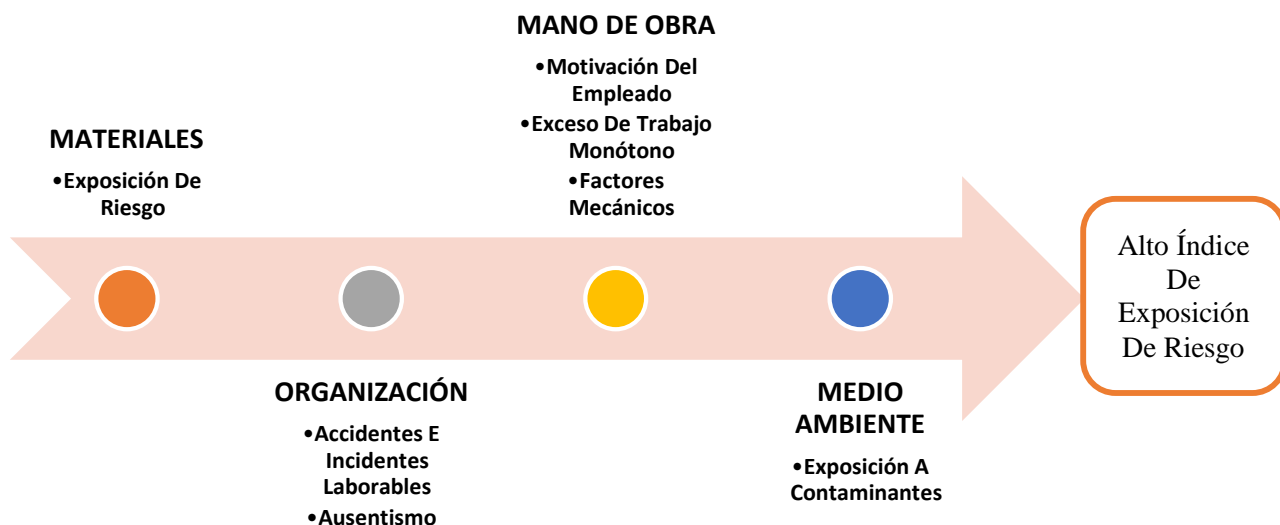 MATERIALES
•Exposición De
Riesgo
ORGANIZACIÓN
•Accidentes E
Incidentes
Laborables
•Ausentismo
MANO DE OBRA
•Motivación Del
Empleado
•Exceso De Trabajo
Monótono
•Factores
Mecánicos
MEDIO
AMBIENTE
•Exposición A
Contaminantes
Alto Índice
De
Exposición
De Riesgo